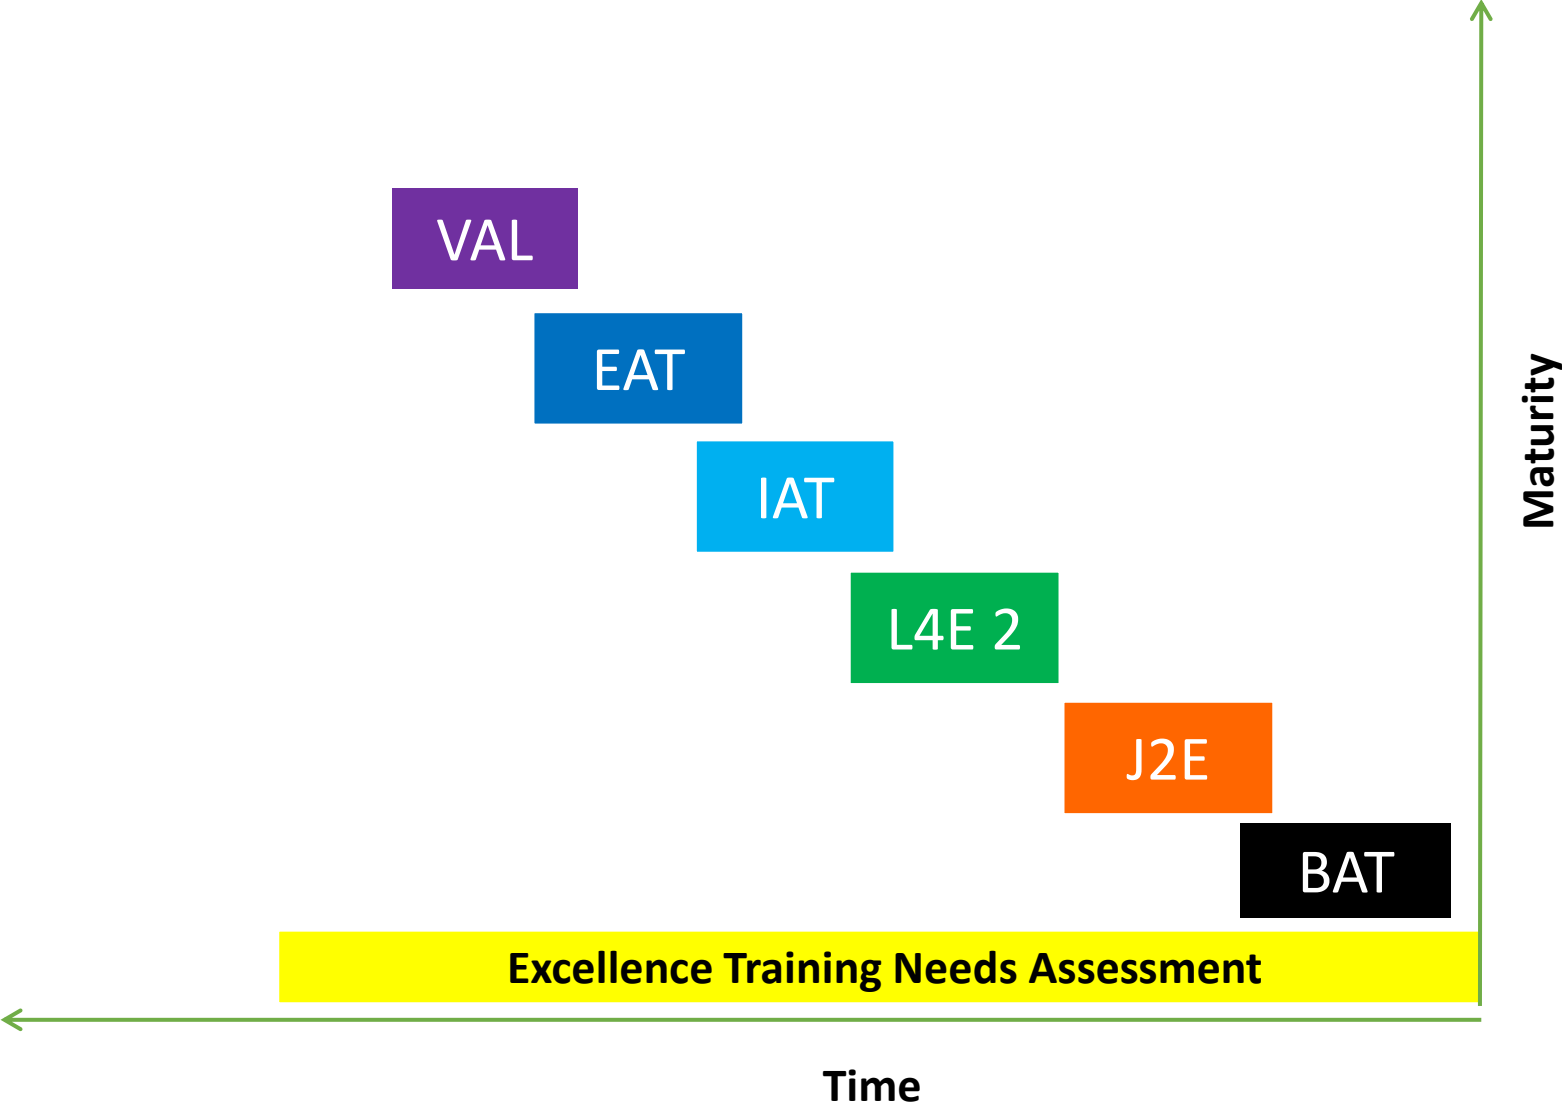 VAL
EAT
IAT
L4E 2
J2E
BAT
Excellence Training Needs Assessment
Time
Maturity